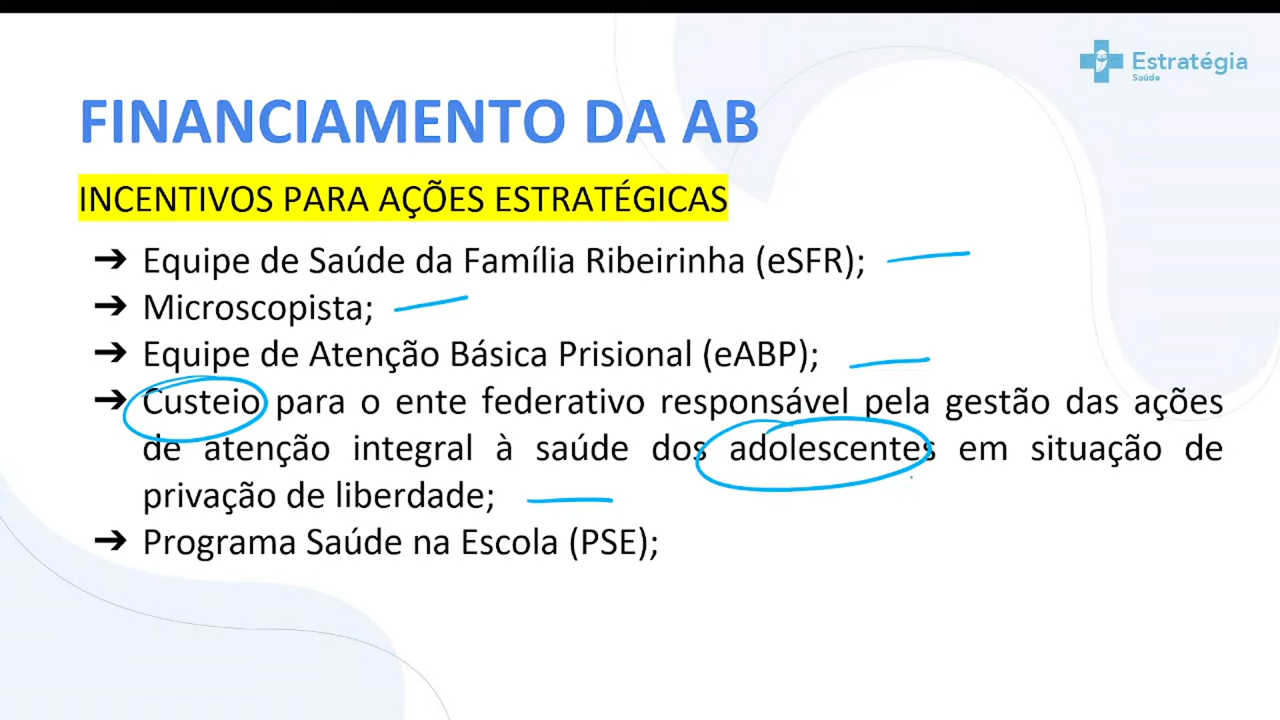 Estratégia
Saúde
FINANCIAMENTO DA AB
INCENTIVOS PARA AÇÕES ESTRATÉGICAS
➔ Equipe de Saúde da Família Ribeirinha (eSFR);
➔ Microscopista;
➔ Equipe de Atenção Básica Prisional (eABP);
➔ Custeio para o ente federativo responsável pela gestão das ações
de atenção integral à saúde dos adolescentes em situação de
privação de liberdade;
➔ Programa Saúde na Escola (PSE);